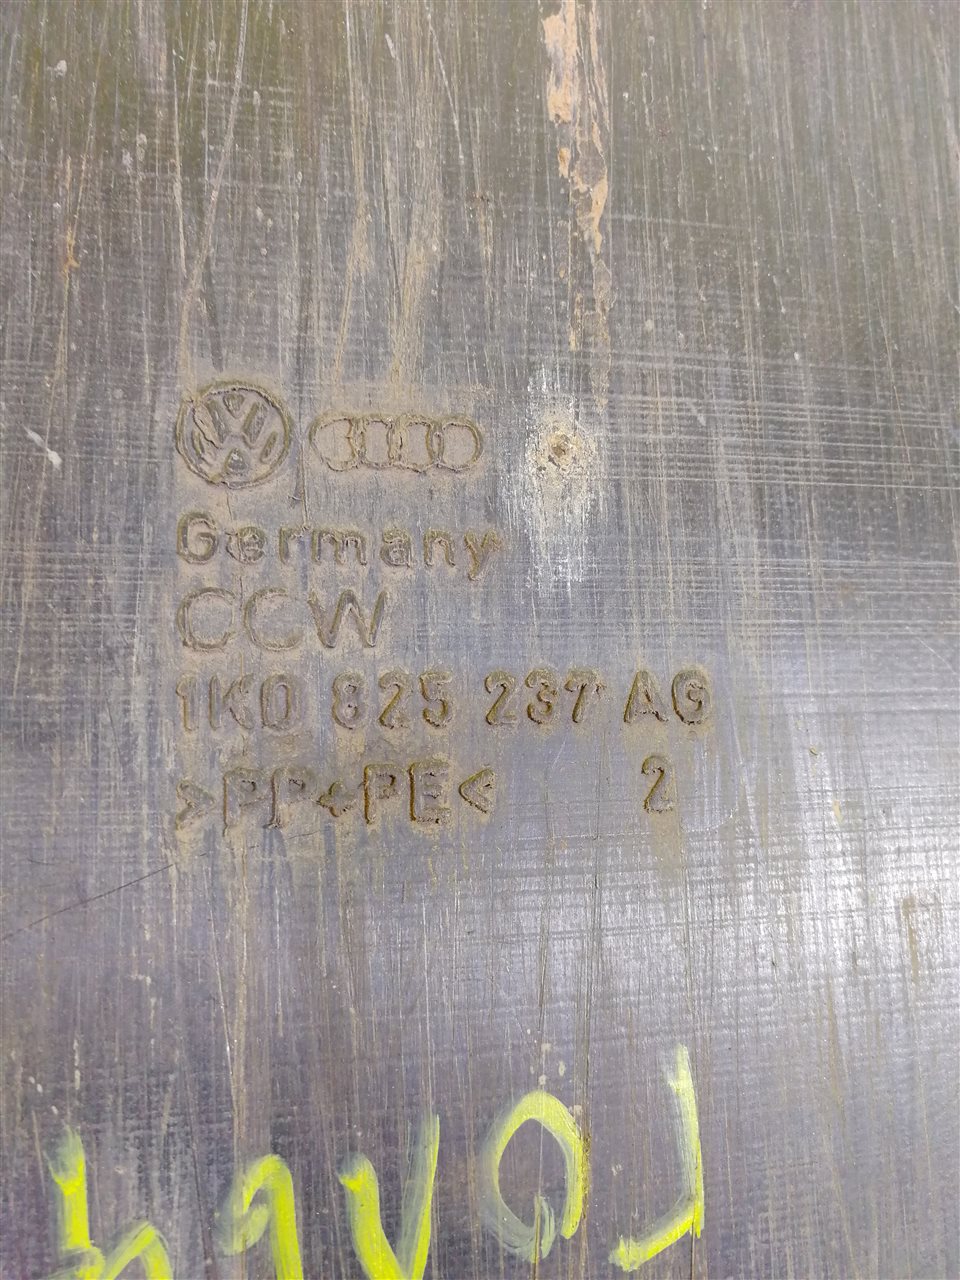 Germany
CCW
1K0 825 237 AG
>PP+PE< 2